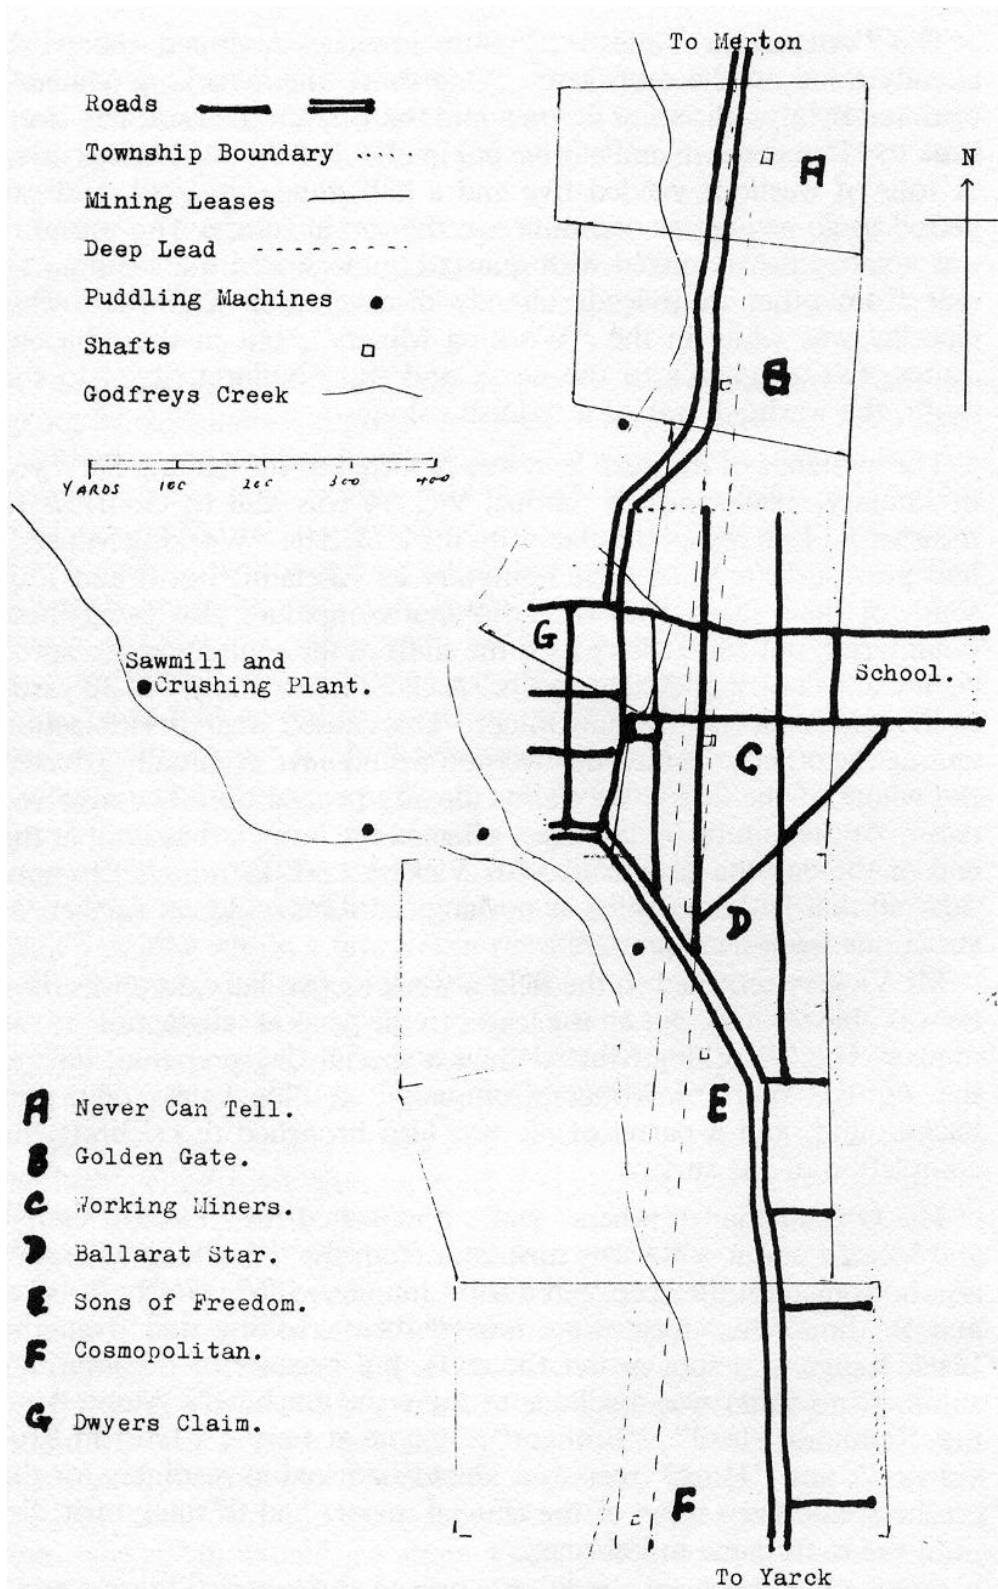 To Merton
Roads
Township Boundary
Mining Leases
Deep Lead
Puddling Machines
Shafts
Godfreys Creek
N
YARDS 100 200 300 400
A
B
G
School.
Sawmill and
Crushing Plant.
C
D
E
A Never Can Tell.
B Golden Gate.
C Working Miners.
D Ballarat Star.
E Sons of Freedom.
F Cosmopolitan.
G Dwyers Claim.
F
To Yarck